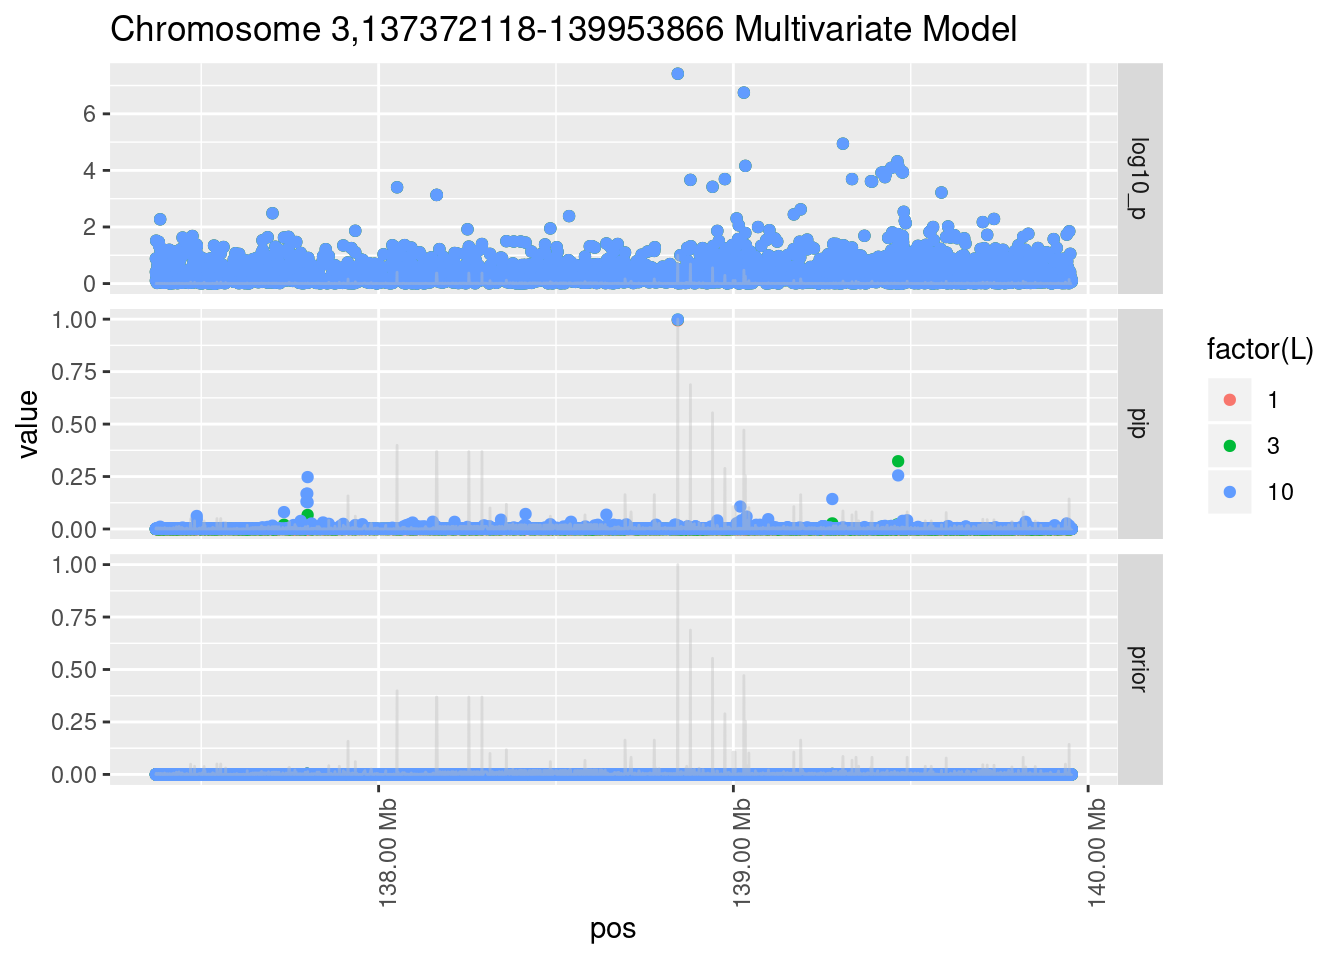 Chromosome 3,137372118-139953866 Multivariate Model
6
4
2
0
log10_p
1.00
0.75
0.50
0.25
0.00
pip
1.00
0.75
0.50
0.25
0.00
prior
value
138.00 Mb
139.00 Mb
140.00 Mb
pos
factor(L)
1
3
10